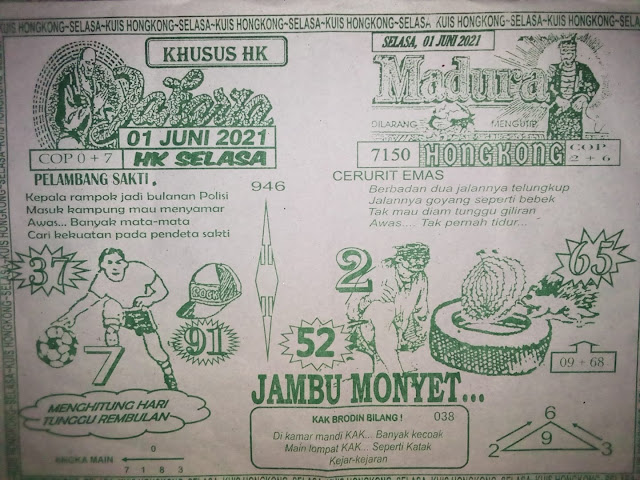 KUIS HONGKONG-SELASA-KUIS HONGKONG-SELASA-KUIS HONGKONG-SELASA-KUIS HONGKONG-SELASA
KHUSUS HK
01 JUNI 2021
COP 0 + 7
HK SELASA
PELAMBANG SAKTI .
946
Kepala rampok jadi bulanan Polisi
Masuk kampung mau menyamar
Awas... Banyak mata-mata
Cari kekuatan pada pendeta sakti
37
ROCK
91
7
MENGHITUNG HARI
TUNGGU REMBULAN
ANGKA MAIN
0
7 1 8 3
SELASA, 01 JUNI 2021
Madura
DILARANG
MENGUTIP
7150
HONGKONG
COP
2 + 6
CERURIT EMAS
Berbadan dua jalannya telungkup
Jalannya goyang seperti bebek
Tak mau diam tunggu giliran
Awas.... Tak pernah tidur...
2
65
52
09 + 68
JAMBU MONYET...
KAK BRODIN BILANG !
038
Di kamar mandi KAK... Banyak kecoak
Main lompat KAK... Seperti Katak
Kejar-kejaran
6
9
2
3